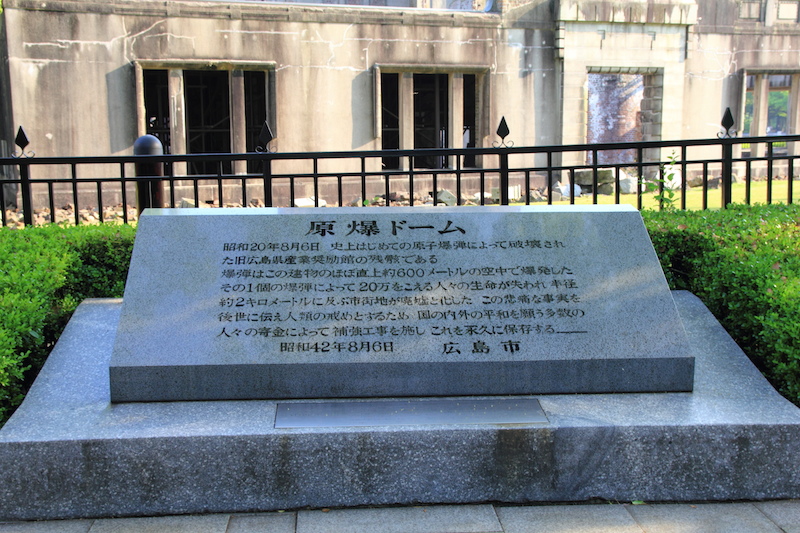 原爆ドーム
昭和20年8月6日 史上はじめての原子爆弾によって破壊され
た旧広島県産業奨励館の残骸である
爆弾はこの建物のほぼ直上約600メートルの空中で爆発した
その1個の爆弾によって20万をこえる人々の生命が失われ 半径
約2キロメートルに及ぶ市街地が廃墟と化した この悲痛な事実を
後世に伝え人類の戒めとするため 国の内外の平和を願う多数の
人々の寄金によって補強工事を施し これを永久に保存する
昭和42年8月6日 広島市